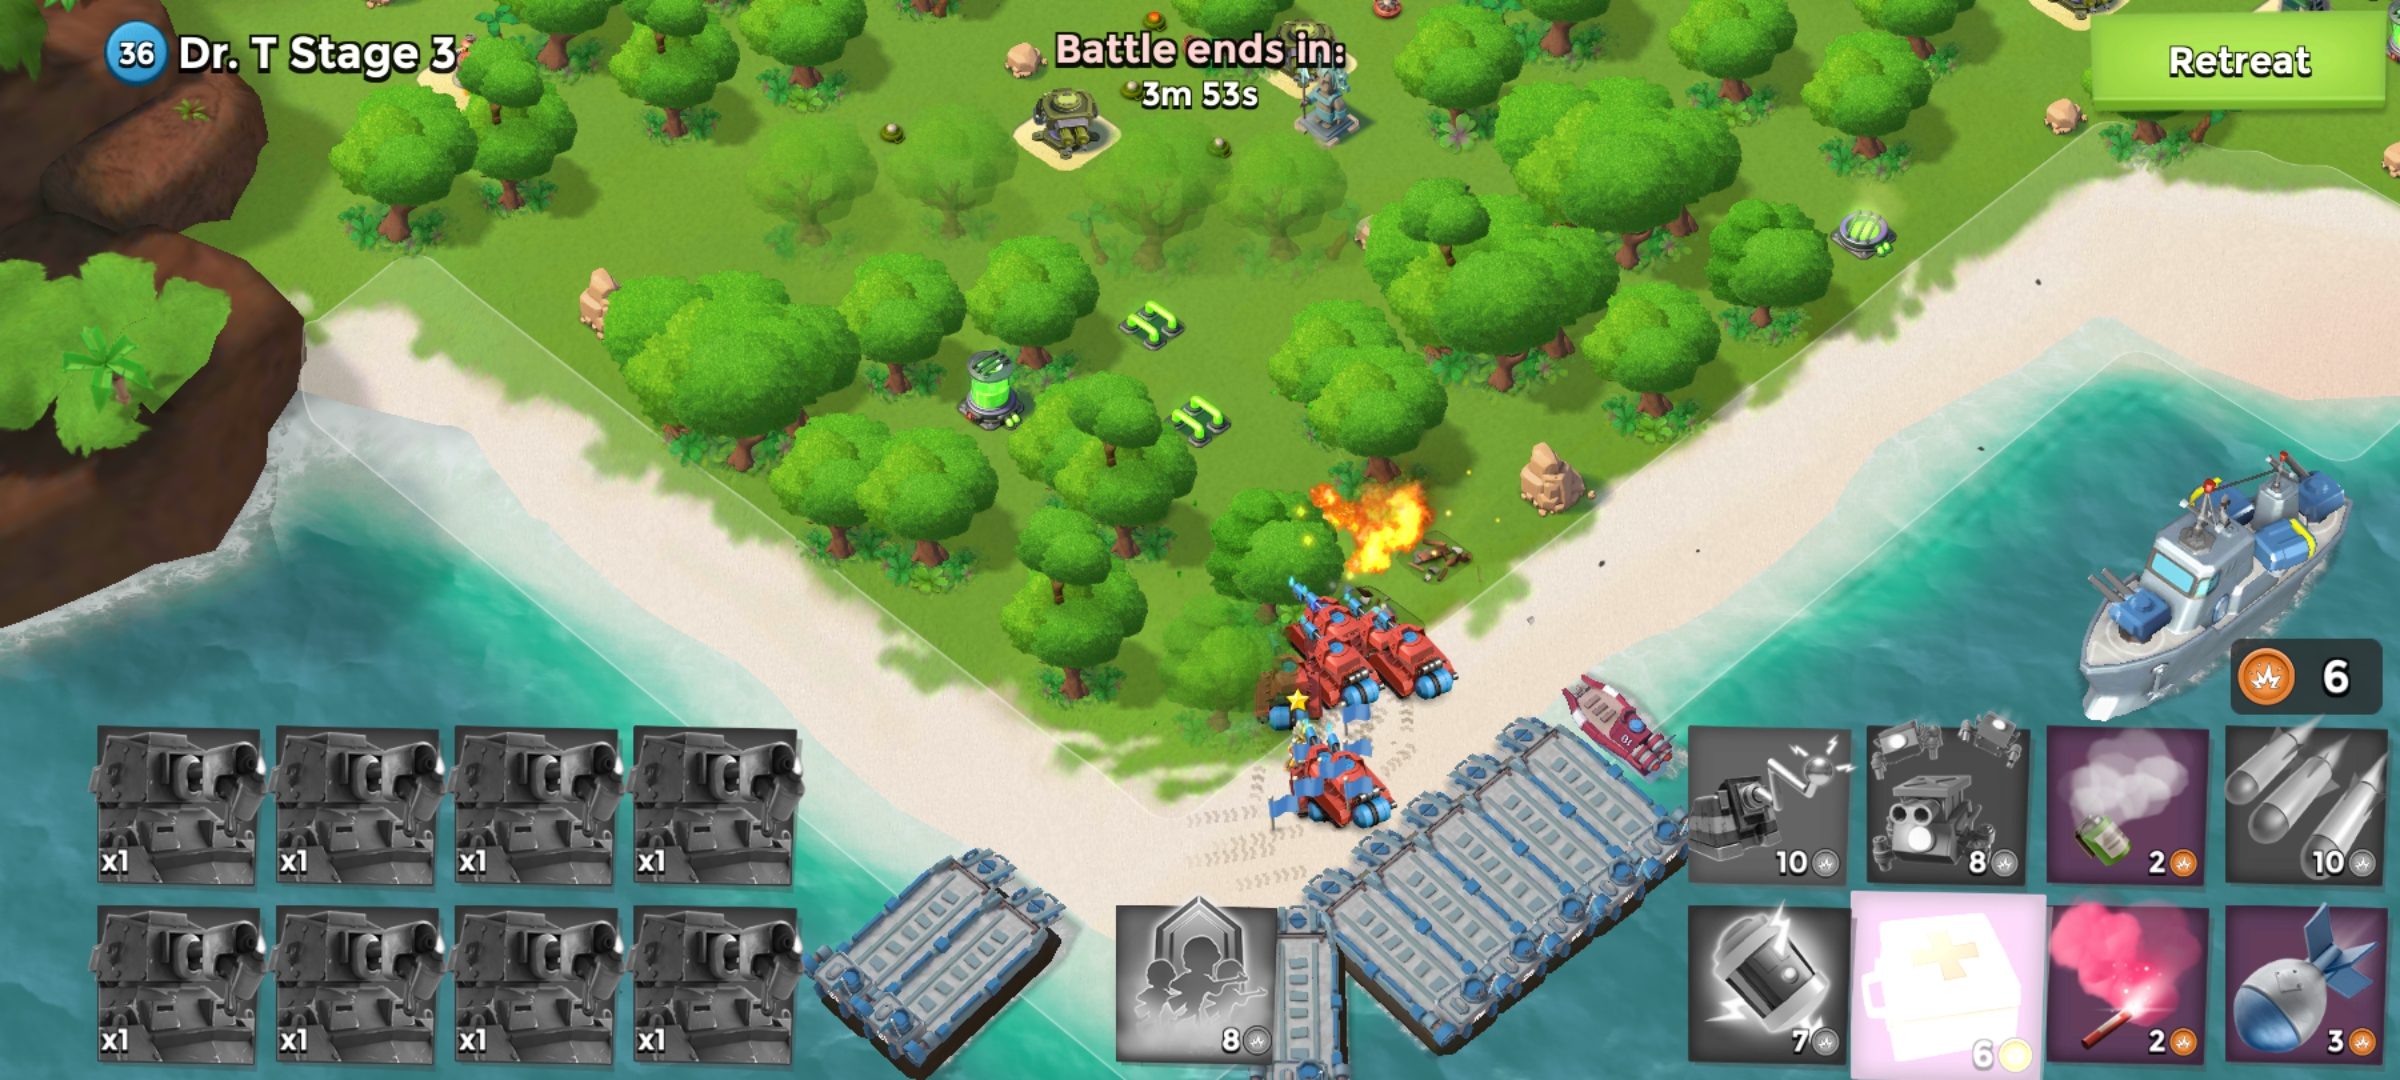 36 Dr. T Stage 3
Battle ends in:
3m 53s
Retreat
6
x1 x1 x1 x1
10 8 2 10
x1 x1 x1 x1
8
7 6 2 3